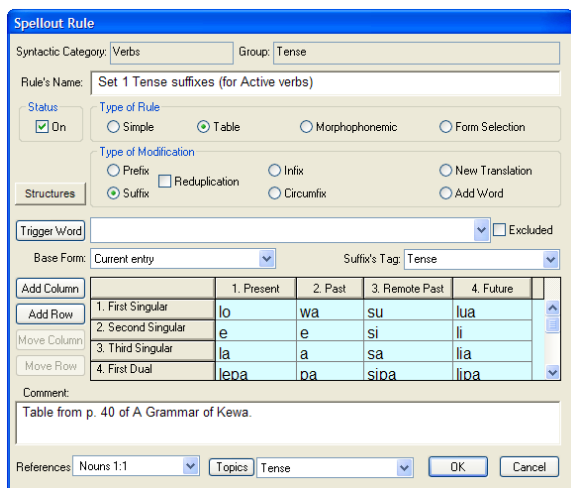 Spellout Rule
Syntactic Category: Verbs Group: Tense
Rule's Name: Set 1 Tense suffixes (for Active verbs)
Status Type of Rule
On Simple Table Morphophonemic Form Selection
Type of Modification
Prefix Infix New Translation
Reduplication
Structures Suffix Circumfix Add Word
Trigger Word Excluded
Base Form: Current entry Suffix's Tag: Tense
Add Column 1. Present 2. Past 3. Remote Past 4. Future
Add Row 1. First Singular lo wa su lua
2. Second Singular e e si li
Move Column 3. Third Singular la a sa lia
Move Row 4. First Dual lepa pa sipa lipa
Comment:
Table from p. 40 of A Grammar of Kewa.
References Nouns 1:1 Topics Tense OK Cancel